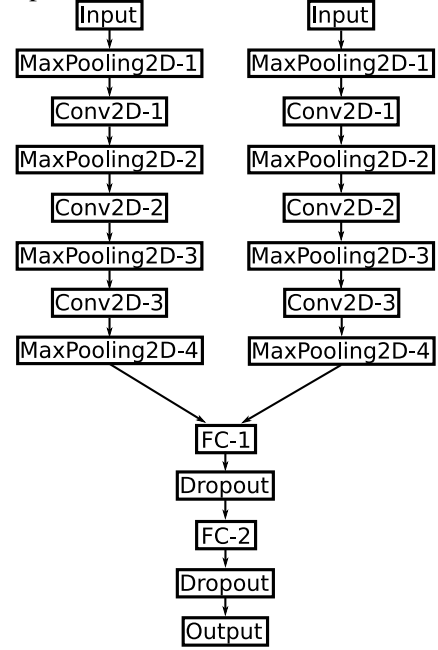 Input
MaxPooling2D-1
Conv2D-1
MaxPooling2D-2
Conv2D-2
MaxPooling2D-3
Conv2D-3
MaxPooling2D-4
Input
MaxPooling2D-1
Conv2D-1
MaxPooling2D-2
Conv2D-2
MaxPooling2D-3
Conv2D-3
MaxPooling2D-4
FC-1
Dropout
FC-2
Dropout
Output